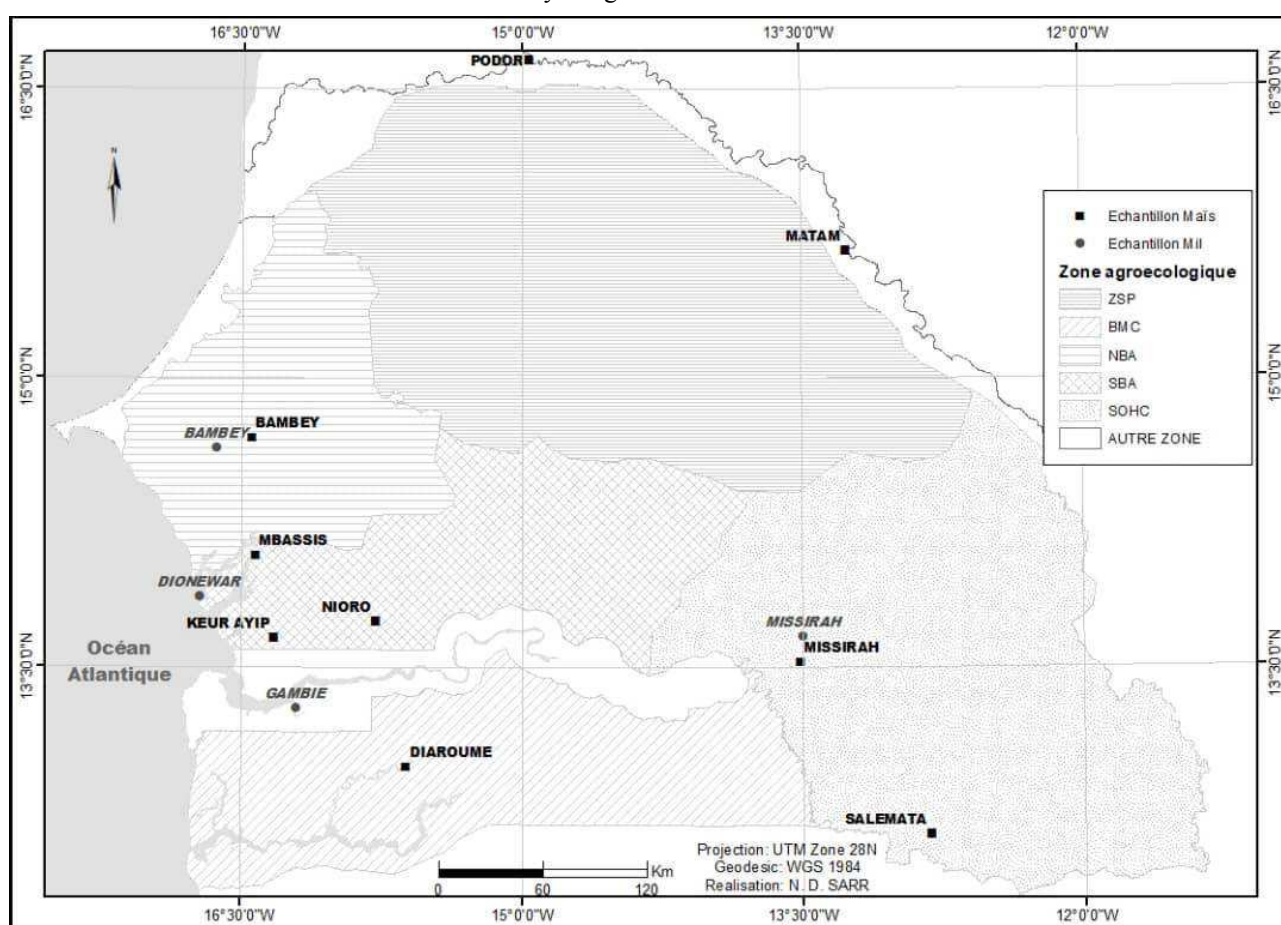 16°30'0"W 15°0'0"W 13°30'0"W 12°0'0"W
PODOR
16°30'0"N 16°30'0"N
N
MATAM
Echantillon Maïs
Echantillon Mil
Zone agroecologique
ZSP
BMC
NBA
SBA
SOHC
AUTRE ZONE
15°0'0"N 15°0'0"N
BAMBEY
BAMBEY
MBASSIS
DIONEWAR
NIORO
KEUR AYIP
MISSIRAH
MISSIRAH
Océan
Atlantique
13°30'0"N 13°30'0"N
GAMBIE
DIAROUME
SALEMATA
Projection: UTM Zone 28N
Geodesic: WGS 1984
Realisation: N. D. SARR
Km
0 60 120
16°30'0"W 15°0'0"W 13°30'0"W 12°0'0"W